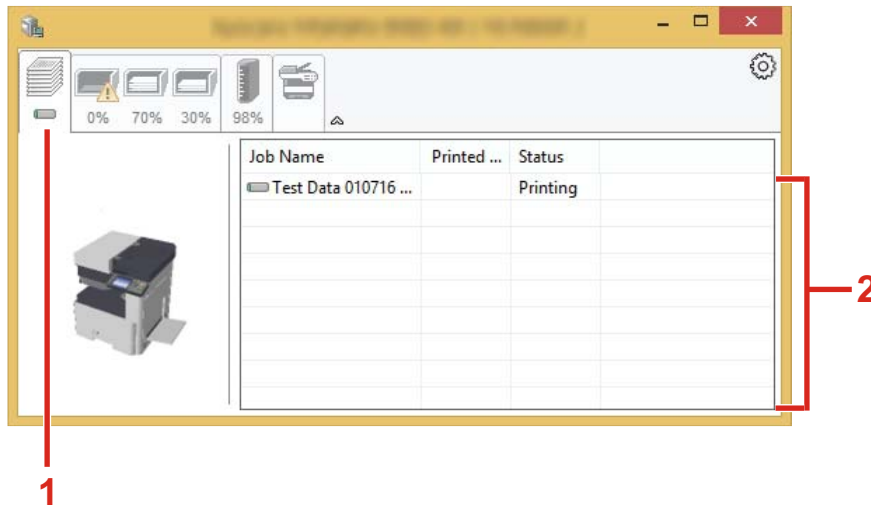 0% 70% 30% 98%
Job Name Printed ... Status
Test Data 010716 ... Printing
2
1